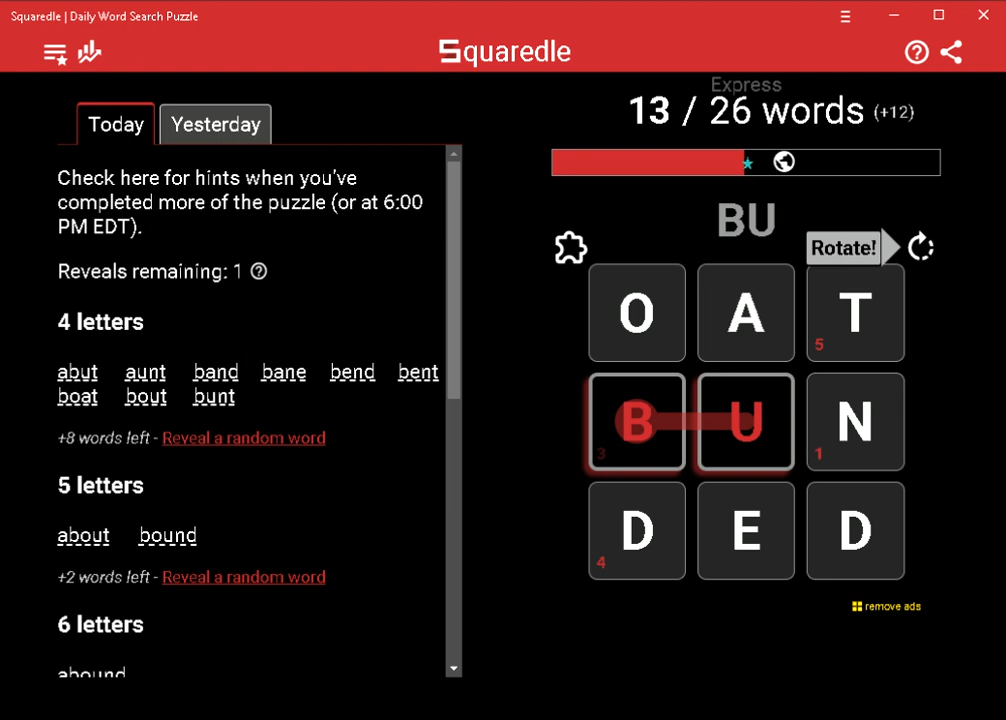 Squaredle | Daily Word Search Puzzle
Squaredle
Today
Yesterday
Check here for hints when you've
completed more of the puzzle (or at 6:00
PM EDT).
Reveals remaining: 1 ?
4 letters
abut aunt band bane bend bent
boat bout bunt
+8 words left - Reveal a random word
5 letters
about bound
+2 words left - Reveal a random word
6 letters
abound
Express
13 / 26 words (+12)
BU
Rotate!
O A T
5
B U N
3 1
D E D
4
remove ads